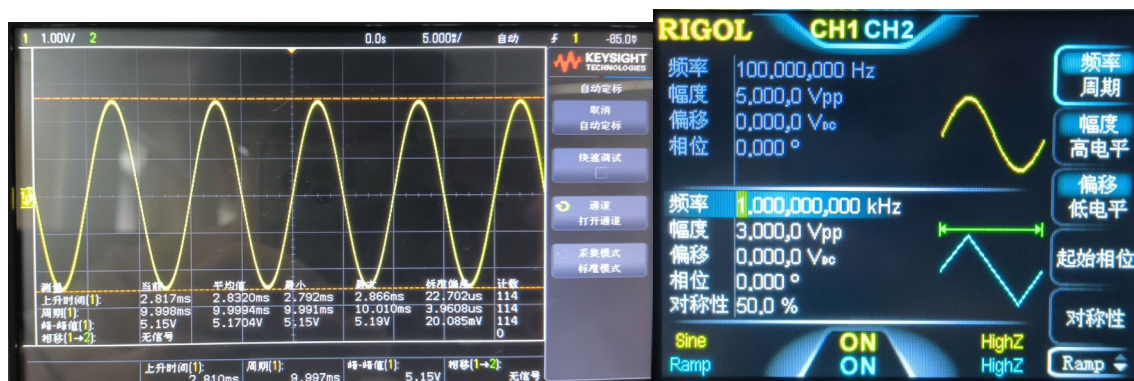 1 1.00V/ 2 0.0s 5.000ms/ 自动 1 -85.0
KEYSIGHT
TECHNOLOGIES
自动定标
取消
自动定标
快速调试
通道
打开通道
采集模式
标准模式
测量 当前 平均值 最小 最大 标准偏差 计数
上升时间(1): 2.817ms 2.8320ms 2.792ms 2.866ms 22.702us 114
周期(1): 9.998ms 9.9994ms 9.991ms 10.010ms 3.9608us 114
峰-峰值(1): 5.15V 5.1704V 5.15V 5.19V 20.085mV 114
相移(1→2): 无信号 0
上升时间(1): 周期(1): 峰-峰值(1): 相移(1→2):
2.810ms 9.997ms 5.15V 无信号
RIGOL CH1 CH2
频率 100,000,000 Hz
幅度 5.000,0 Vpp
偏移 0.000,0 VDC
相位 0.000 °
频率 1.000,000,000 kHz
幅度 3.000,0 Vpp
偏移 0.000,0 VDC
相位 0.000 °
对称性 50.0 %
Sine ON HighZ
Ramp ON HighZ
频率
周期
幅度
高电平
偏移
低电平
起始相位
对称性
Ramp